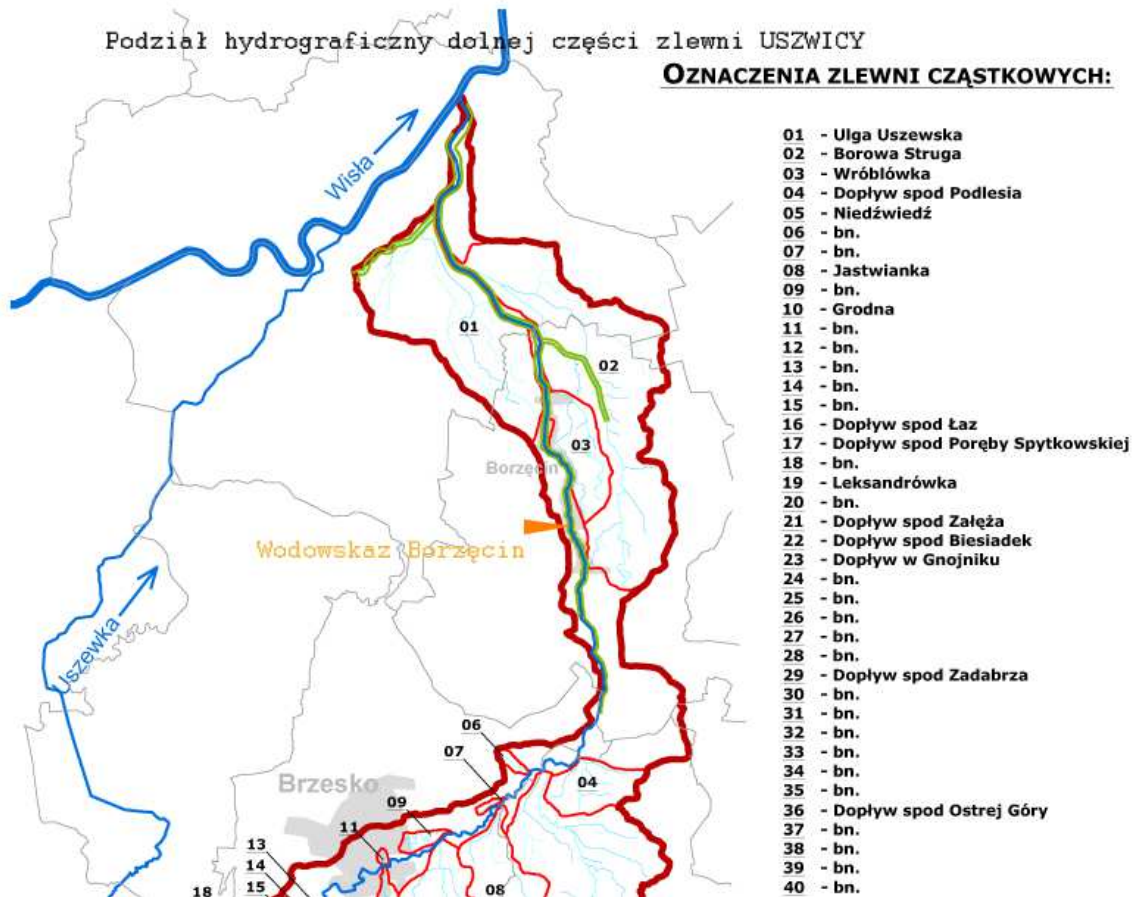 Podział hydrograficzny dolnej części zlewni USZWICY
OZNACZENIA ZLEWNI CZĄSTKOWYCH:
01 - Ulga Uszewska
02 - Borowa Struga
03 - Wróblówka
04 - Dopływ spod Podlesia
05 - Niedźwiedź
06 - bn.
07 - bn.
08 - Jastwianka
09 - bn.
10 - Grodna
11 - bn.
12 - bn.
13 - bn.
14 - bn.
15 - bn.
16 - Dopływ spod Łaz
17 - Dopływ spod Poręby Spytkowskiej
18 - bn.
19 - Leksandrówka
20 - bn.
21 - Dopływ spod Załęża
22 - Dopływ spod Biesiadek
23 - Dopływ w Gnojniku
24 - bn.
25 - bn.
26 - bn.
27 - bn.
28 - bn.
29 - Dopływ spod Zadabrza
30 - bn.
31 - bn.
32 - bn.
33 - bn.
34 - bn.
35 - bn.
36 - Dopływ spod Ostrej Góry
37 - bn.
38 - bn.
39 - bn.
40 - bn.
Wisła
01
02
03
Borzęcin
Wodowskaz Borzęcin
Uszewka
06
07
04
Brzesko
09
11
13
14
15
18
08